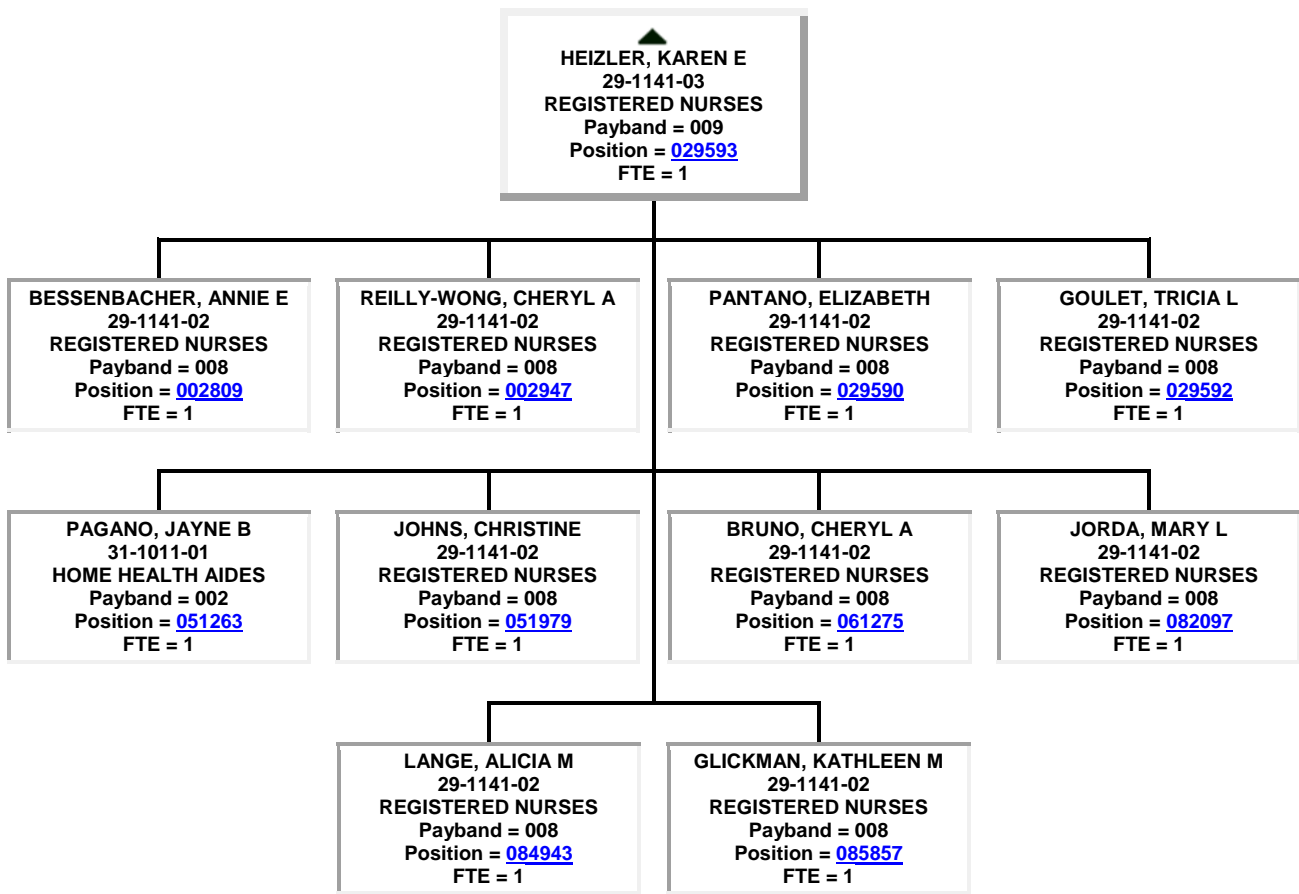 HEIZLER, KAREN E
29-1141-03
REGISTERED NURSES
Payband = 009
Position = 029593
FTE = 1
BESSENBACHER, ANNIE E
29-1141-02
REGISTERED NURSES
Payband = 008
Position = 002809
FTE = 1
REILLY-WONG, CHERYL A
29-1141-02
REGISTERED NURSES
Payband = 008
Position = 002947
FTE = 1
PANTANO, ELIZABETH
29-1141-02
REGISTERED NURSES
Payband = 008
Position = 029590
FTE = 1
GOULET, TRICIA L
29-1141-02
REGISTERED NURSES
Payband = 008
Position = 029592
FTE = 1
PAGANO, JAYNE B
31-1011-01
HOME HEALTH AIDES
Payband = 002
Position = 051263
FTE = 1
JOHNS, CHRISTINE
29-1141-02
REGISTERED NURSES
Payband = 008
Position = 051979
FTE = 1
BRUNO, CHERYL A
29-1141-02
REGISTERED NURSES
Payband = 008
Position = 061275
FTE = 1
JORDA, MARY L
29-1141-02
REGISTERED NURSES
Payband = 008
Position = 082097
FTE = 1
LANGE, ALICIA M
29-1141-02
REGISTERED NURSES
Payband = 008
Position = 084943
FTE = 1
GLICKMAN, KATHLEEN M
29-1141-02
REGISTERED NURSES
Payband = 008
Position = 085857
FTE = 1